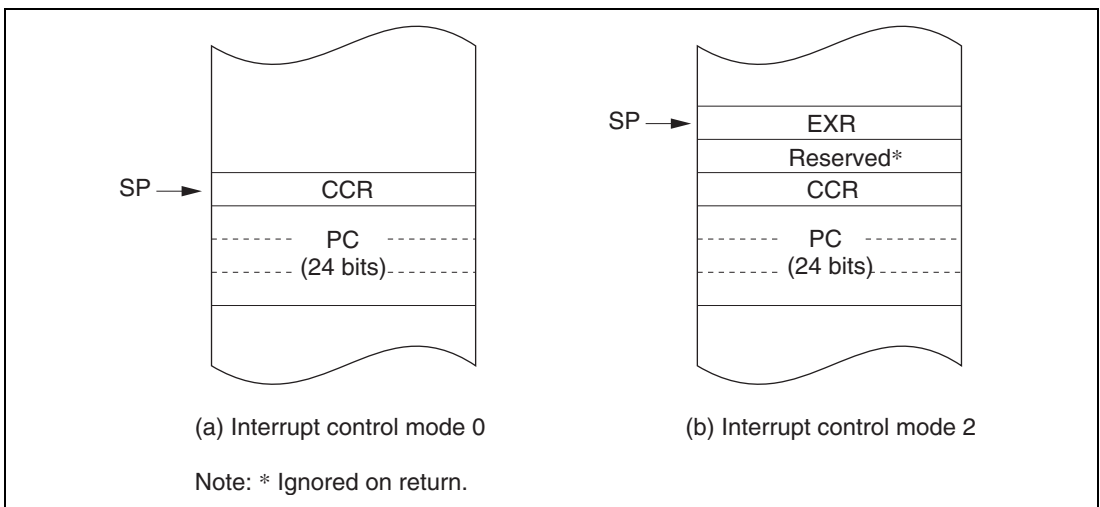 SP
CCR
PC
(24 bits)
(a) Interrupt control mode 0
SP
EXR
Reserved*
CCR
PC
(24 bits)
(b) Interrupt control mode 2
Note: * Ignored on return.